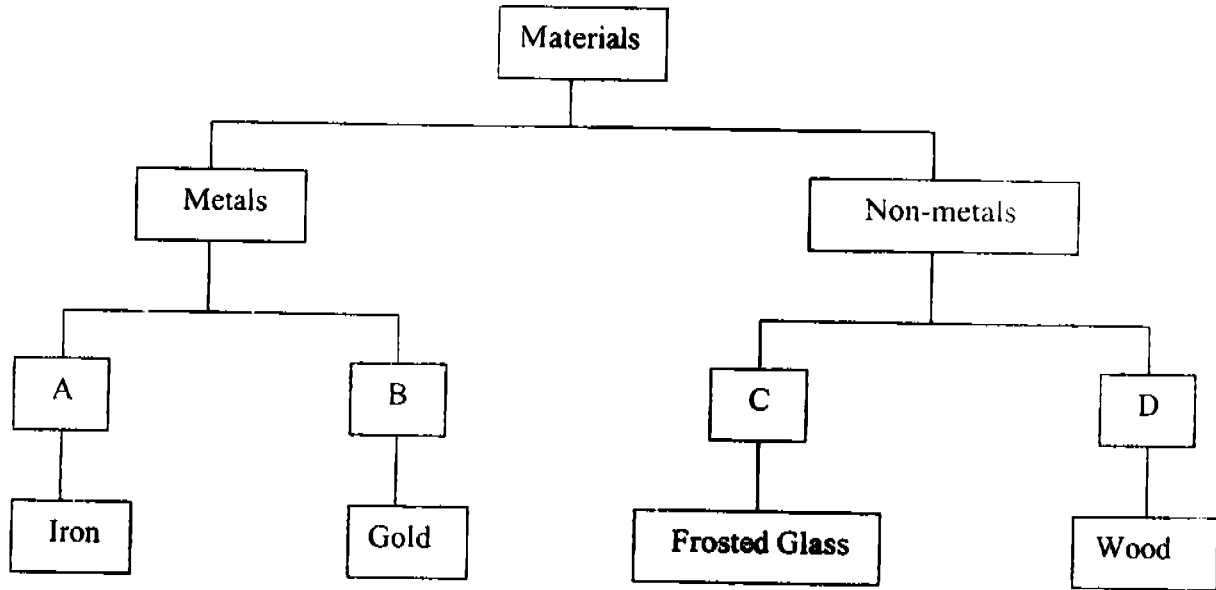 Materials
Metals
Non-metals
A
B
C
D
Iron
Gold
Frosted Glass
Wood